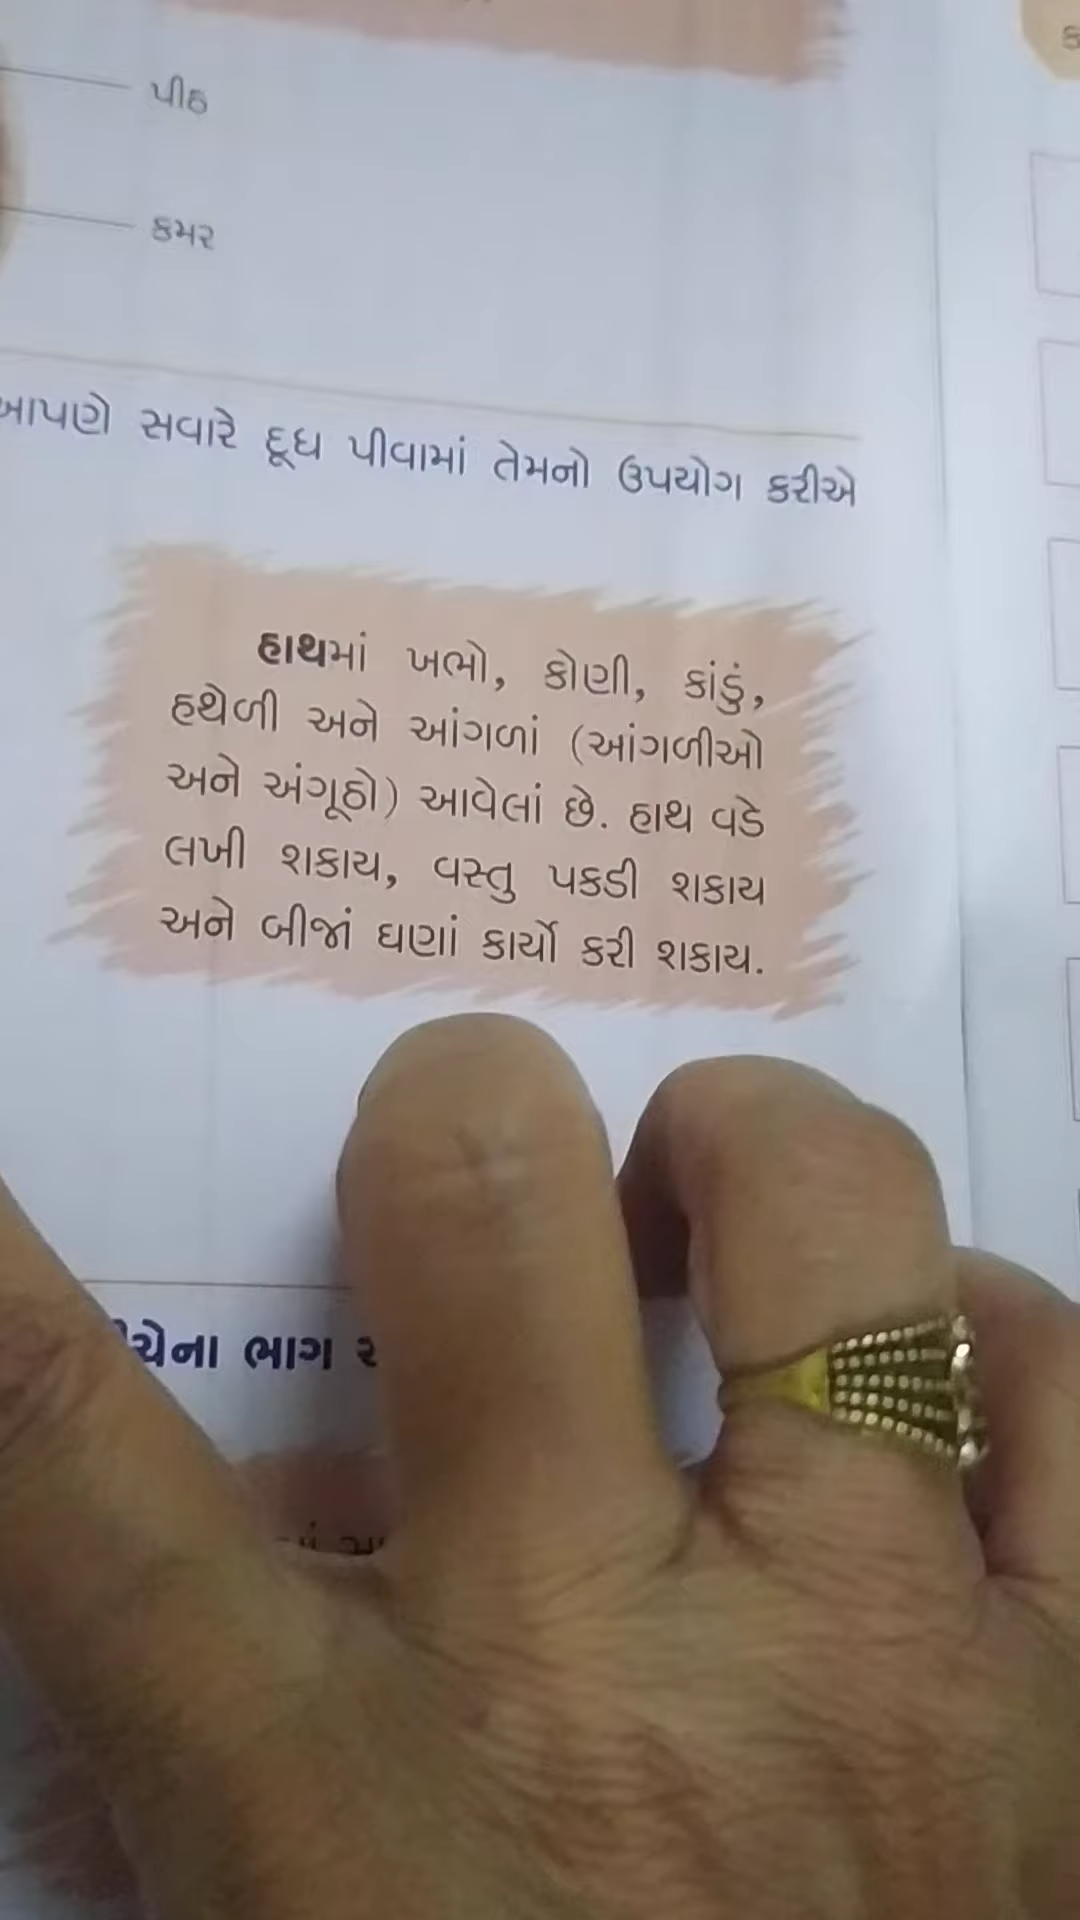 પીઠ
કમર
આપણે સવારે દૂધ પીવામાં તેમનો ઉપયોગ કરીએ
હાથમાં ખભો, કોણી, કાંડું,
હથેળી અને આંગળાં (આંગળીઓ
અને અંગૂઠો) આવેલાં છે. હાથ વડે
લખી શકાય, વસ્તુ પકડી શકાય
અને બીજાં ઘણાં કાર્યો કરી શકાય.
ભાગ